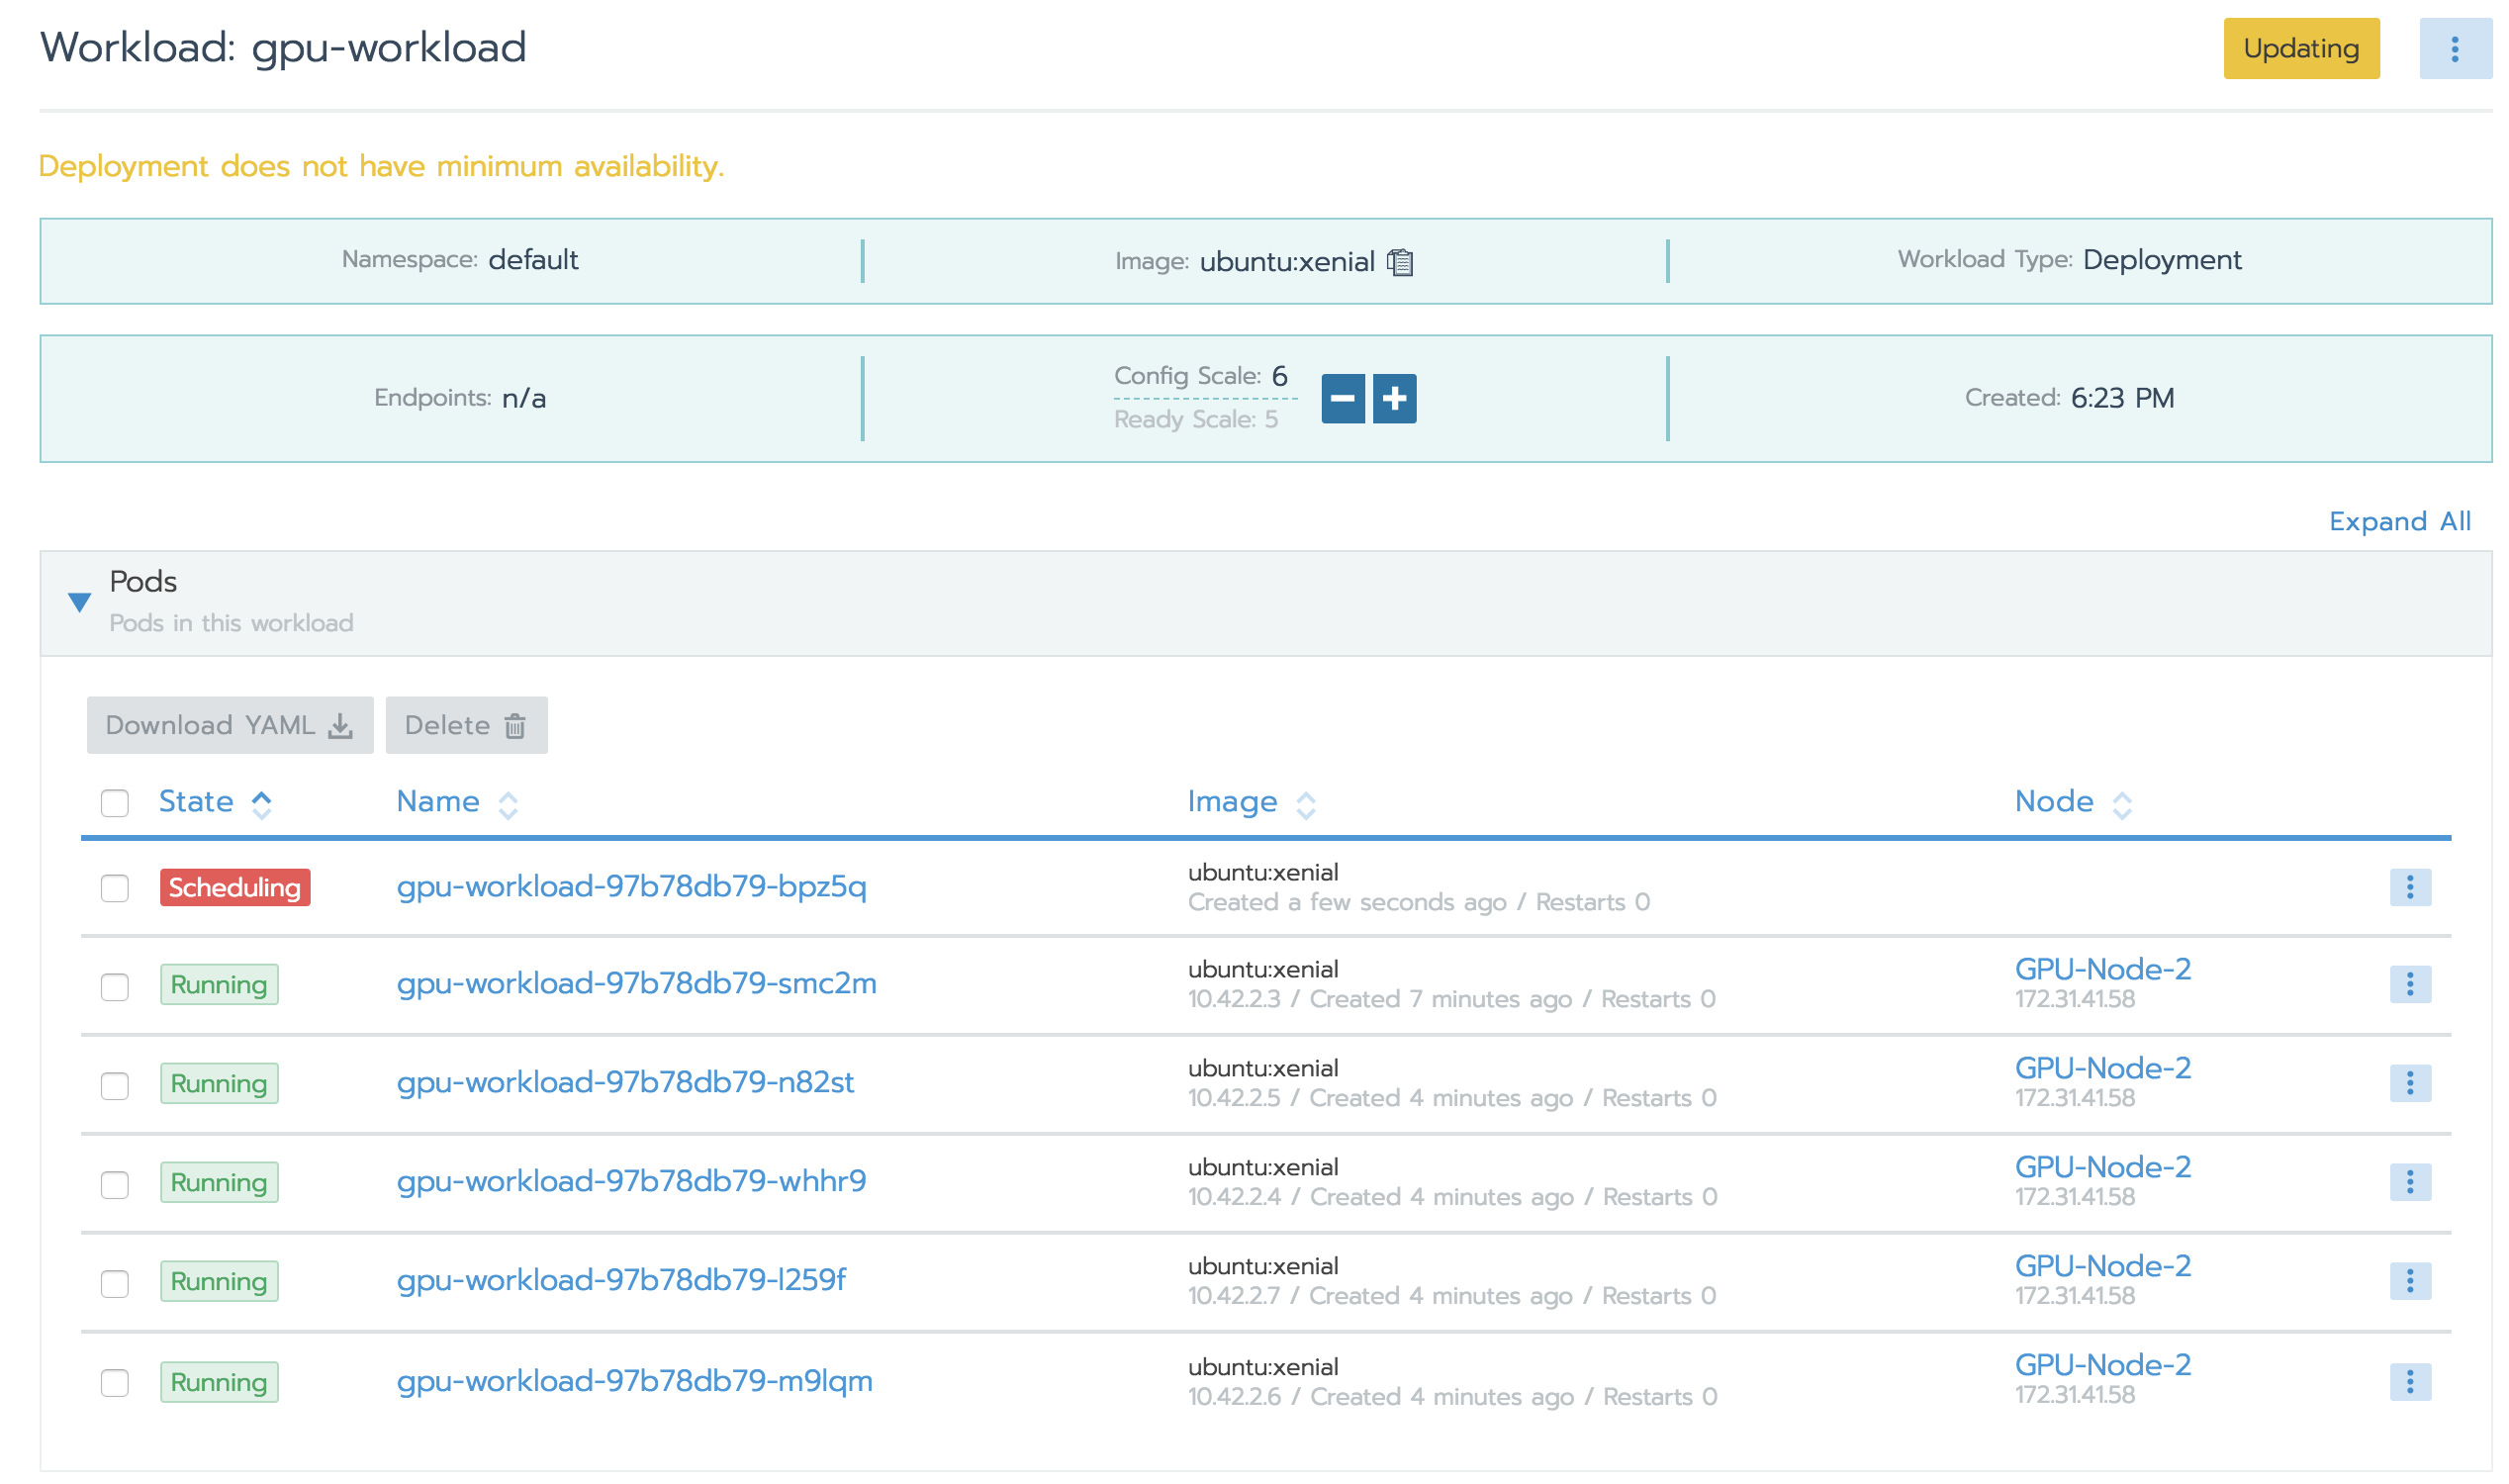 Workload: gpu-workload
Updating
Deployment does not have minimum availability.
Namespace: default
Image: ubuntu:xenial
Workload Type: Deployment
Endpoints: n/a
Config Scale: 6
Ready Scale: 5
Created: 6:23 PM
Expand All
Pods
Pods in this workload
Download YAML
Delete
State
Name
Image
Node
Scheduling
gpu-workload-97b78db79-bpz5q
ubuntu:xenial
Created a few seconds ago / Restarts 0
Running
gpu-workload-97b78db79-smc2m
ubuntu:xenial
10.42.2.3 / Created 7 minutes ago / Restarts 0
GPU-Node-2
172.31.41.58
Running
gpu-workload-97b78db79-n82st
ubuntu:xenial
10.42.2.5 / Created 4 minutes ago / Restarts 0
GPU-Node-2
172.31.41.58
Running
gpu-workload-97b78db79-whhr9
ubuntu:xenial
10.42.2.4 / Created 4 minutes ago / Restarts 0
GPU-Node-2
172.31.41.58
Running
gpu-workload-97b78db79-l259f
ubuntu:xenial
10.42.2.7 / Created 4 minutes ago / Restarts 0
GPU-Node-2
172.31.41.58
Running
gpu-workload-97b78db79-m9lqm
ubuntu:xenial
10.42.2.6 / Created 4 minutes ago / Restarts 0
GPU-Node-2
172.31.41.58